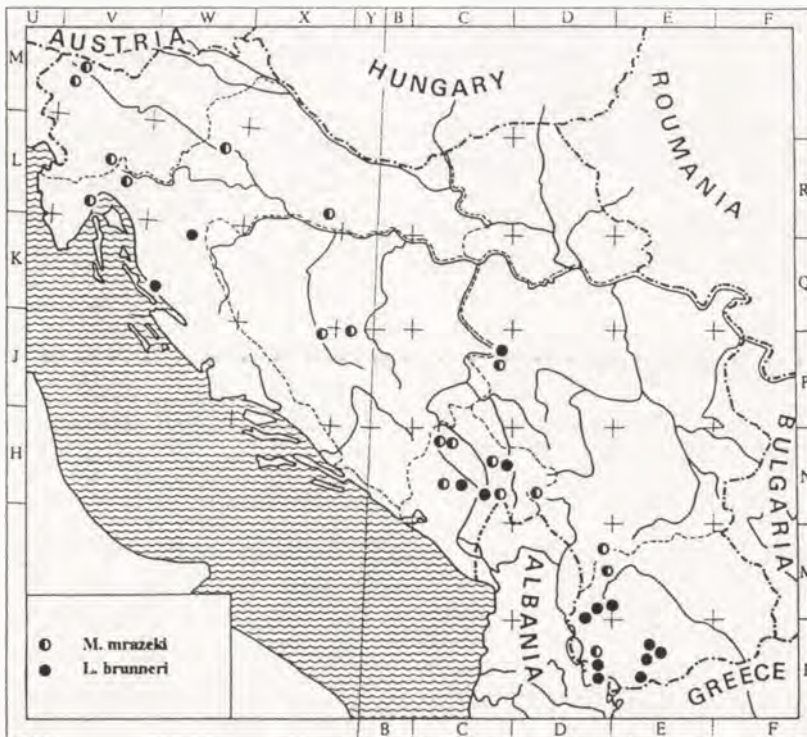 U V W X Y B C D E F
M
L
K
J
H
AUSTRIA
HUNGARY
ROUMANIA
BULGARIA
ALBANIA
GREECE
R
Q
N
M
M. mrazeki
L. brunneri
B C D E F